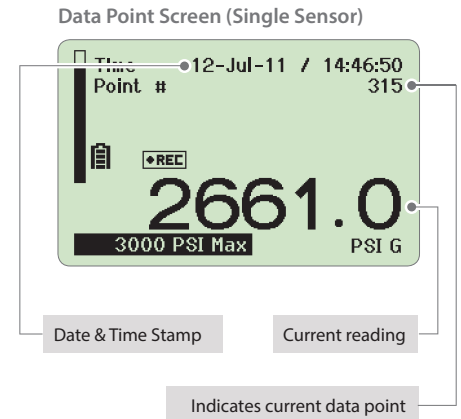 Data Point Screen (Single Sensor)
Time 12-Jul-11 / 14:46:50
Point # 315
◆REC
2661.0
3000 PSI Max PSI G
Date & Time Stamp Current reading
Indicates current data point